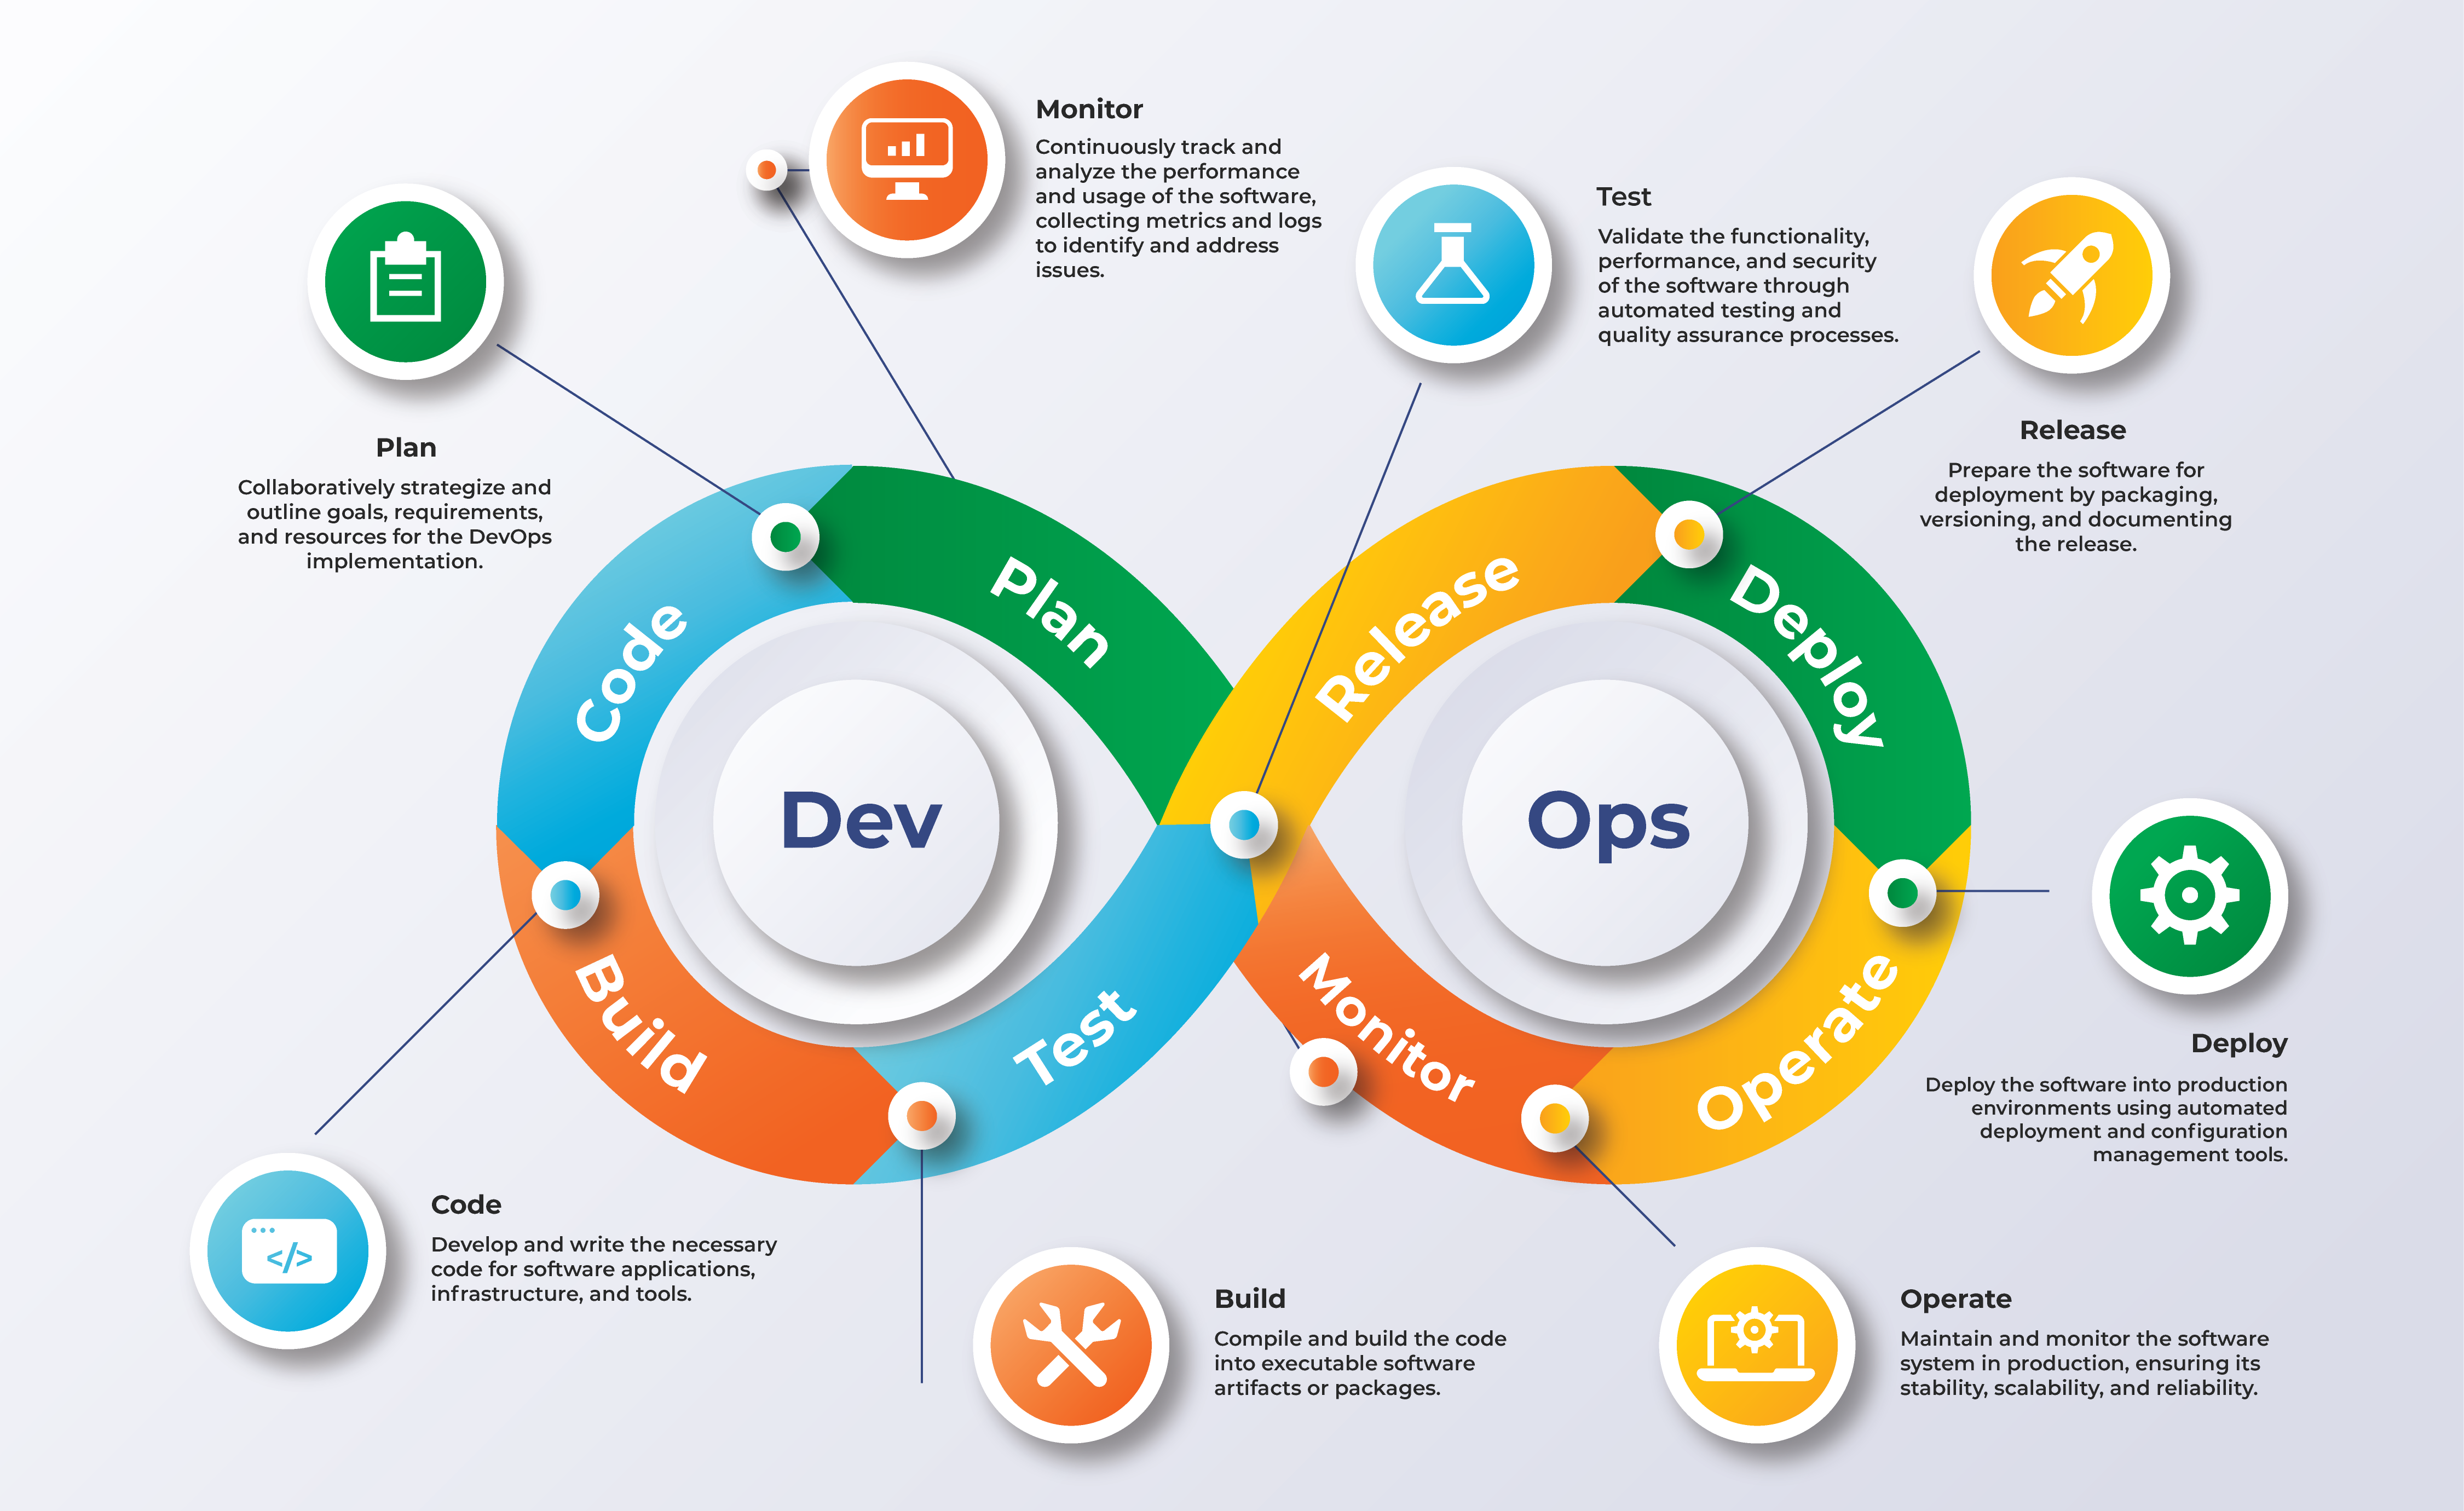 Monitor
Continuously track and
analyze the performance
and usage of the software,
collecting metrics and logs
to identify and address
issues.
Test
Validate the functionality,
performance, and security
of the software through
automated testing and
quality assurance processes.
Plan
Collaboratively strategize and
outline goals, requirements,
and resources for the DevOps
implementation.
Release
Prepare the software for
deployment by packaging,
versioning, and documenting
the release.
Code
Plan
Release
Deploy
Dev
Ops
Build
Test
Monitor
Operate
Deploy
Deploy the software into production
environments using automated
deployment and configuration
management tools.
Code
Develop and write the necessary
code for software applications,
infrastructure, and tools.
</>
Build
Compile and build the code
into executable software
artifacts or packages.
Operate
Maintain and monitor the software
system in production, ensuring its
stability, scalability, and reliability.